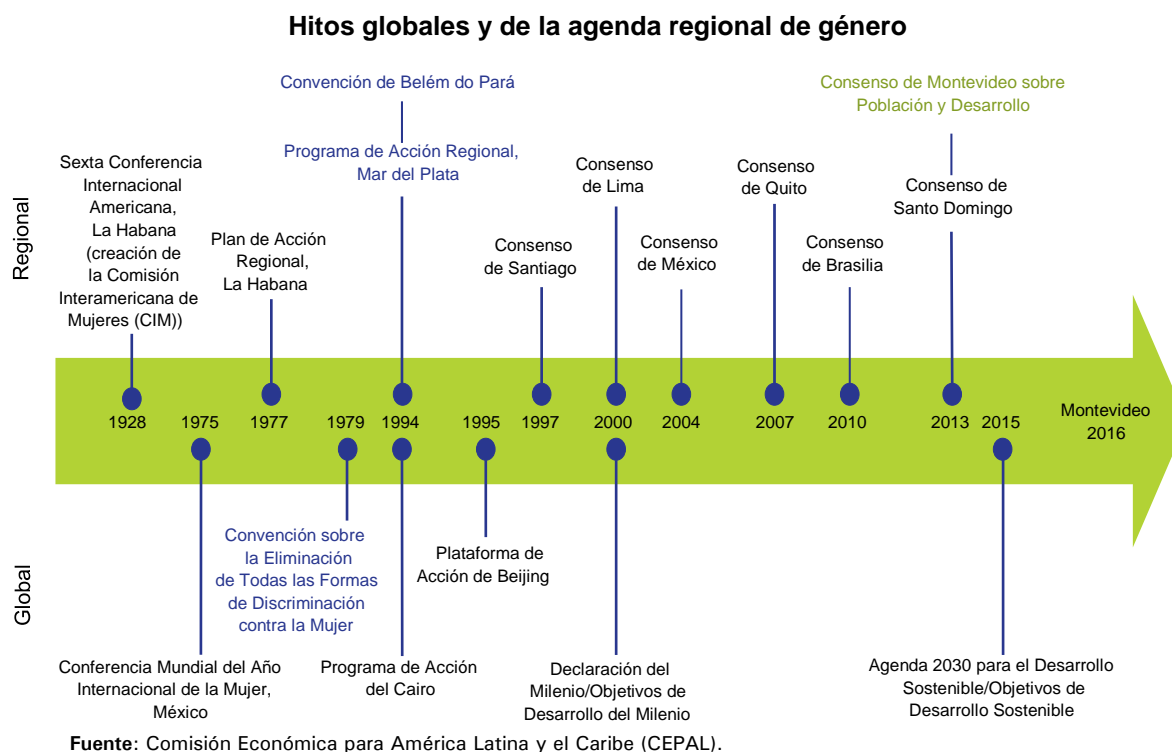 Hitos globales y de la agenda regional de género
Regional
Sexta Conferencia
Internacional
Americana,
La Habana
(creación de
la Comisión
Interamericana de
Mujeres (CIM))
Plan de Acción
Regional,
La Habana
Convención de Belém do Pará
Programa de Acción Regional,
Mar del Plata
Consenso
de Santiago
Consenso
de Lima
Consenso
de México
Consenso
de Quito
Consenso
de Brasilia
Consenso de Montevideo sobre
Población y Desarrollo
Consenso de
Santo Domingo
1928
1975
1977
1979
1994
1995
1997
2000
2004
2007
2010
2013
2015
Montevideo
2016
Global
Conferencia Mundial del Año
Internacional de la Mujer,
México
Convención sobre
la Eliminación
de Todas las Formas
de Discriminación
contra la Mujer
Programa de Acción
del Cairo
Plataforma de
Acción de Beijing
Declaración del
Milenio/Objetivos de
Desarrollo del Milenio
Agenda 2030 para el Desarrollo
Sostenible/Objetivos de
Desarrollo Sostenible
Fuente: Comisión Económica para América Latina y el Caribe (CEPAL).